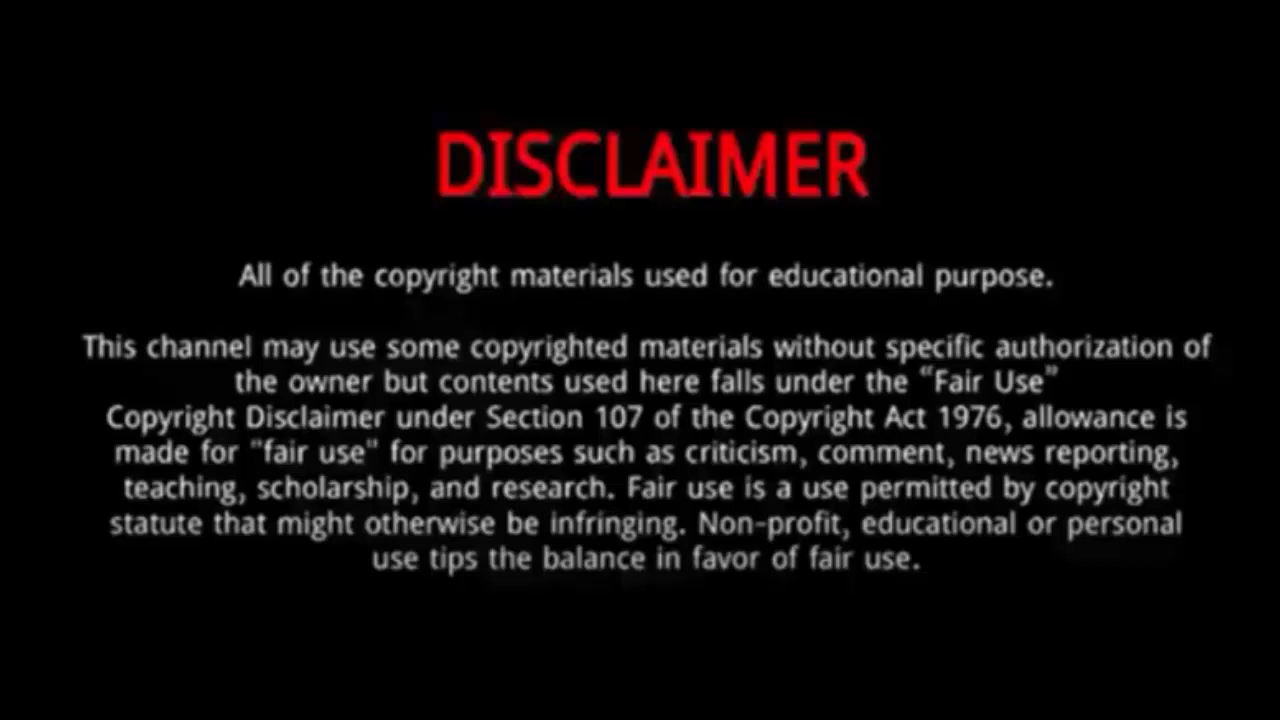 DISCLAIMER
All of the copyright materials used for educational purpose.
This channel may use some copyrighted materials without specific authorization of
the owner but contents used here falls under the “Fair Use”
Copyright Disclaimer under Section 107 of the Copyright Act 1976, allowance is
made for "fair use" for purposes such as criticism, comment, news reporting,
teaching, scholarship, and research. Fair use is a use permitted by copyright
statute that might otherwise be infringing. Non-profit, educational or personal
use tips the balance in favor of fair use.